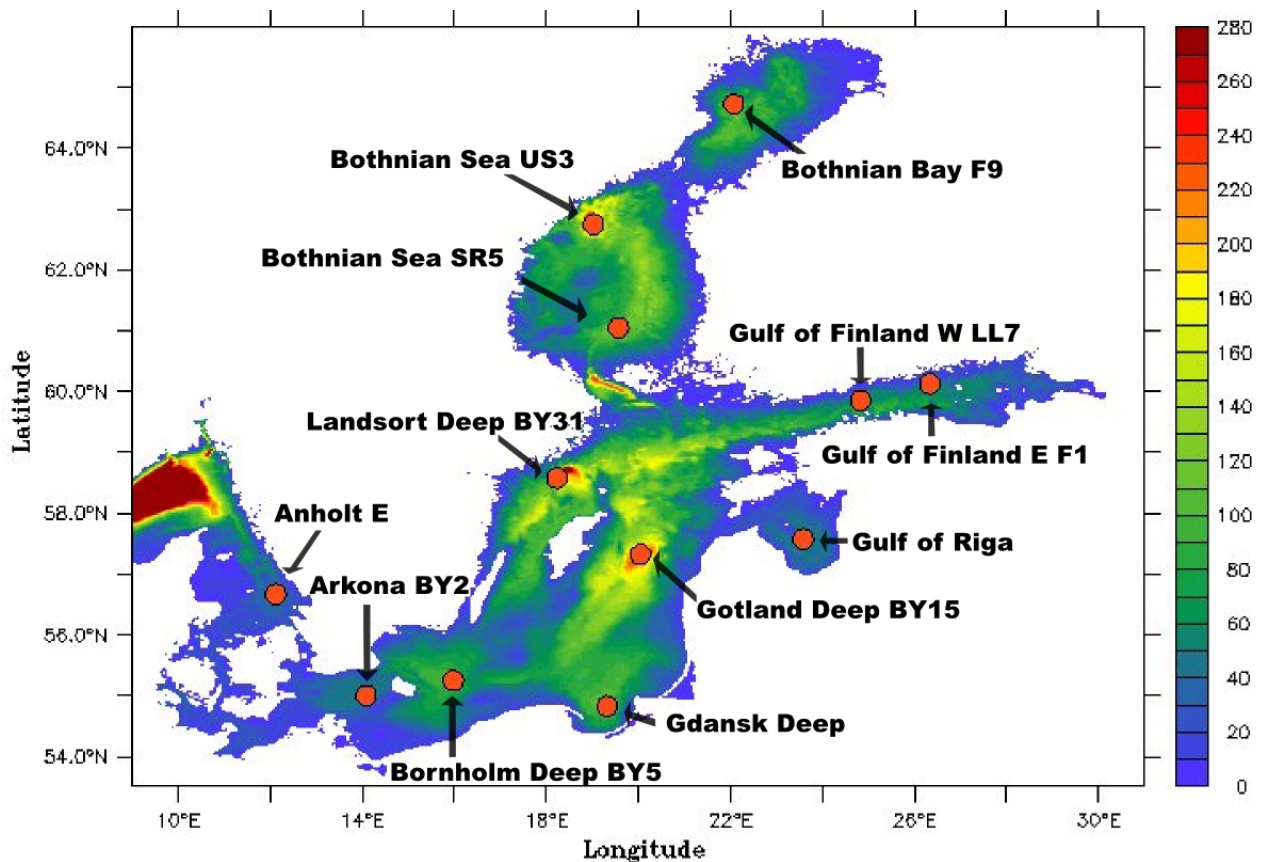 280
260
240
220
200
180
160
140
120
100
80
60
40
20
0
64.0°N
62.0°N
60.0°N
58.0°N
56.0°N
54.0°N
Latitude
Bothnian Sea US3
Bothnian Bay F9
Bothnian Sea SR5
Gulf of Finland W LL7
Landsort Deep BY31
Gulf of Finland E F1
Anholt E
Gulf of Riga
Arkona BY2
Gotland Deep BY15
Gdansk Deep
Bornholm Deep BY5
10°E 14°E 18°E 22°E 26°E 30°E
Longitude